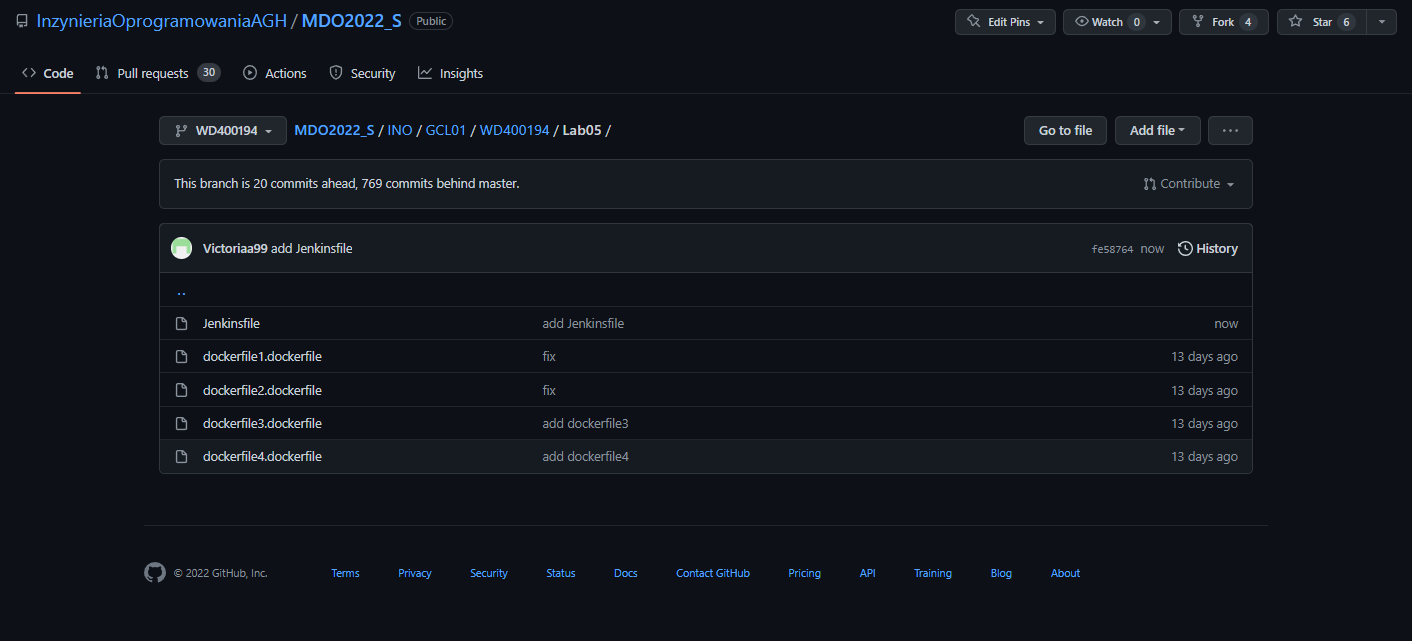 InzynieriaOprogramowaniaAGH / MDO2022_S Public Edit Pins Watch 0 Fork 4 Star 6
Code Pull requests 30 Actions Security Insights
WD400194 MDO2022_S / INO / GCL01 / WD400194 / Lab05 / Go to file Add file ...
This branch is 20 commits ahead, 769 commits behind master. Contribute
Victoriaa99 add Jenkinsfile fe58764 now History
..
Jenkinsfile add Jenkinsfile now
dockerfile1.dockerfile fix 13 days ago
dockerfile2.dockerfile fix 13 days ago
dockerfile3.dockerfile add dockerfile3 13 days ago
dockerfile4.dockerfile add dockerfile4 13 days ago
© 2022 GitHub, Inc. Terms Privacy Security Status Docs Contact GitHub Pricing API Training Blog About